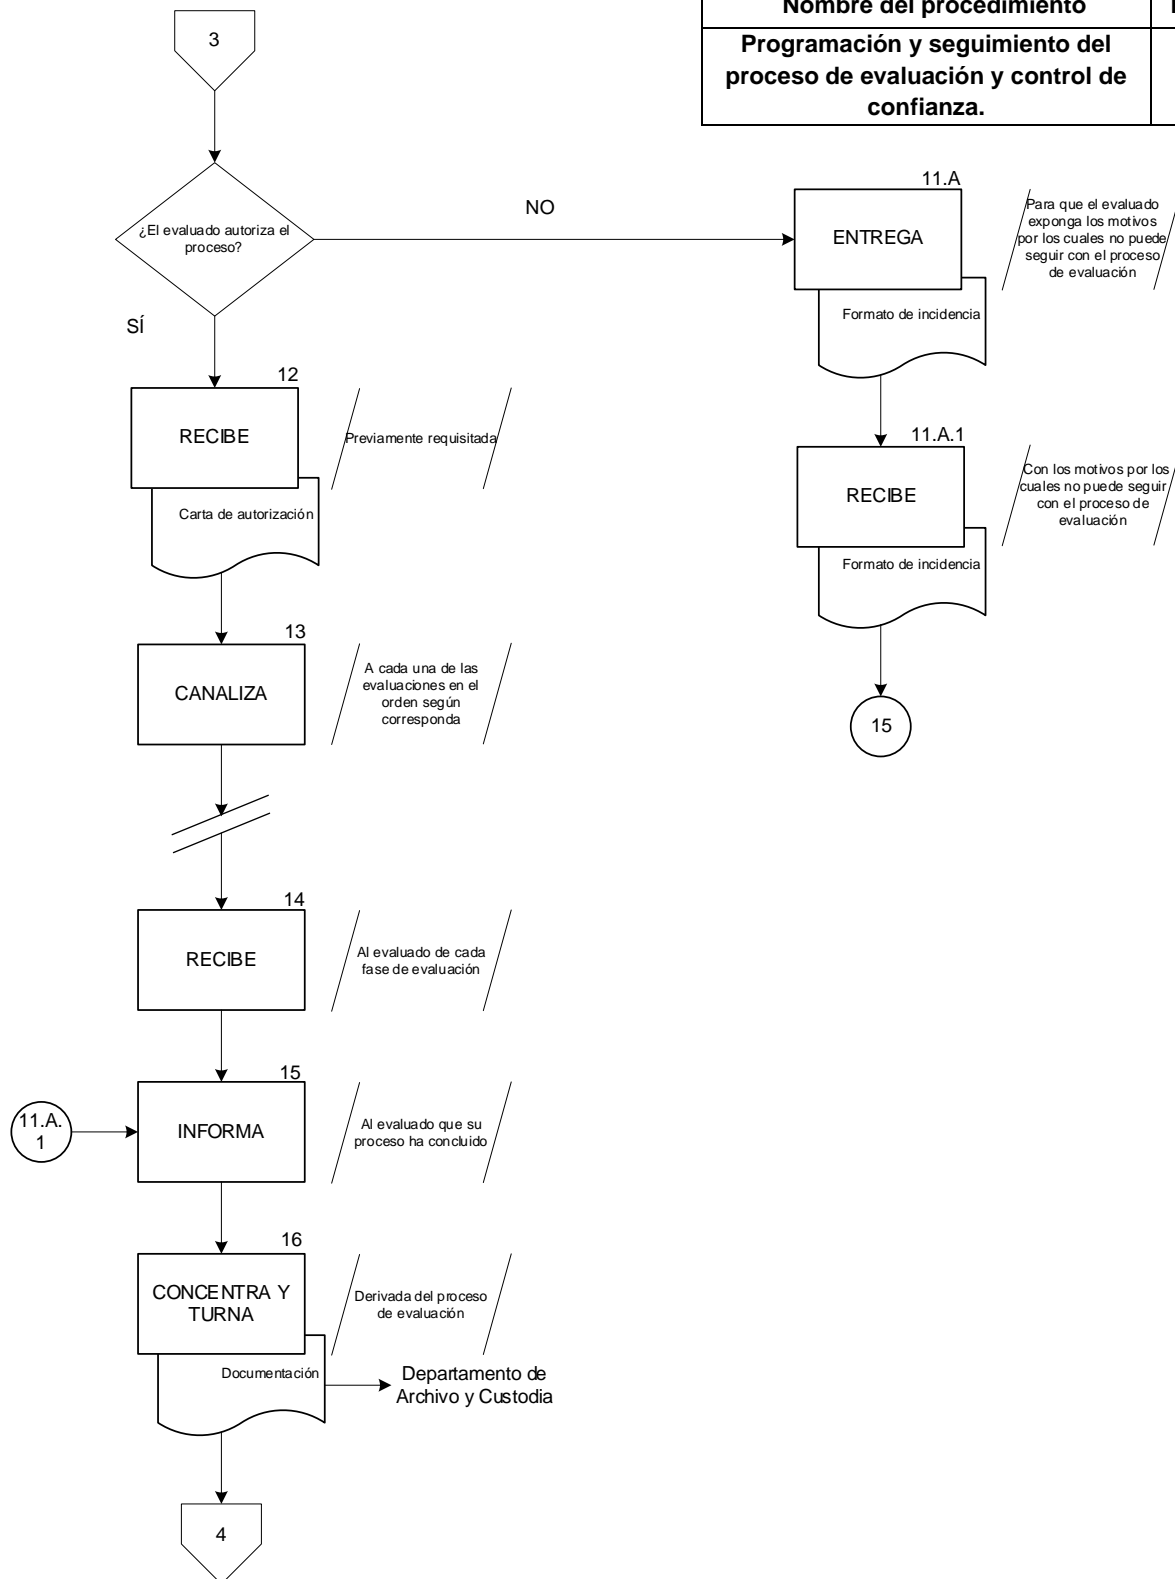 Nombre del procedimiento
Programación y seguimiento del
proceso de evaluación y control de
confianza.
3
¿El evaluado autoriza el
proceso?
NO
SÍ
11.A
ENTREGA
Formato de incidencia
Para que el evaluado
exponga los motivos
por los cuales no puede
seguir con el proceso
de evaluación
11.A.1
RECIBE
Formato de incidencia
Con los motivos por los
cuales no puede seguir
con el proceso de
evaluación
15
12
RECIBE
Carta de autorización
Previamente requisitada
13
CANALIZA
A cada una de las
evaluaciones en el
orden según
corresponda
14
RECIBE
Al evaluado de cada
fase de evaluación
11.A.
1
15
INFORMA
Al evaluado que su
proceso ha concluido
16
CONCENTRA Y
TURNA
Documentación
Derivada del proceso
de evaluación
Departamento de
Archivo y Custodia
4